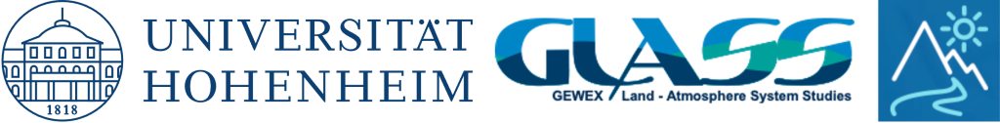 UNIVERSITÄT
HOHENHEIM
1818
GLASS
GEWEX / Land - Atmosphere System Studies